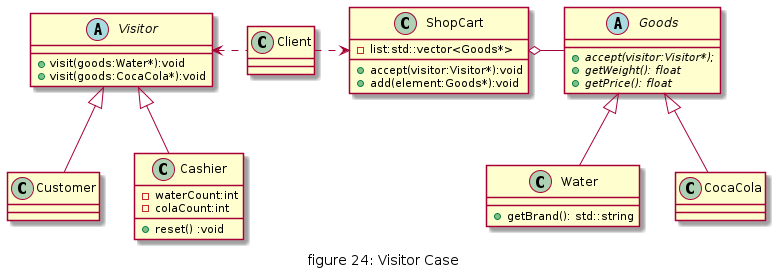 A Visitor
visit(goods:Water*):void
visit(goods:CocaCola*):void
C Client
C ShopCart
list:std::vector<Goods*>
accept(visitor:Visitor*):void
add(element:Goods*):void
A Goods
accept(visitor:Visitor*);
getWeight(): float
getPrice(): float
C Customer
C Cashier
waterCount:int
colaCount:int
reset() :void
C Water
getBrand(): std::string
C CocaCola
figure 24: Visitor Case